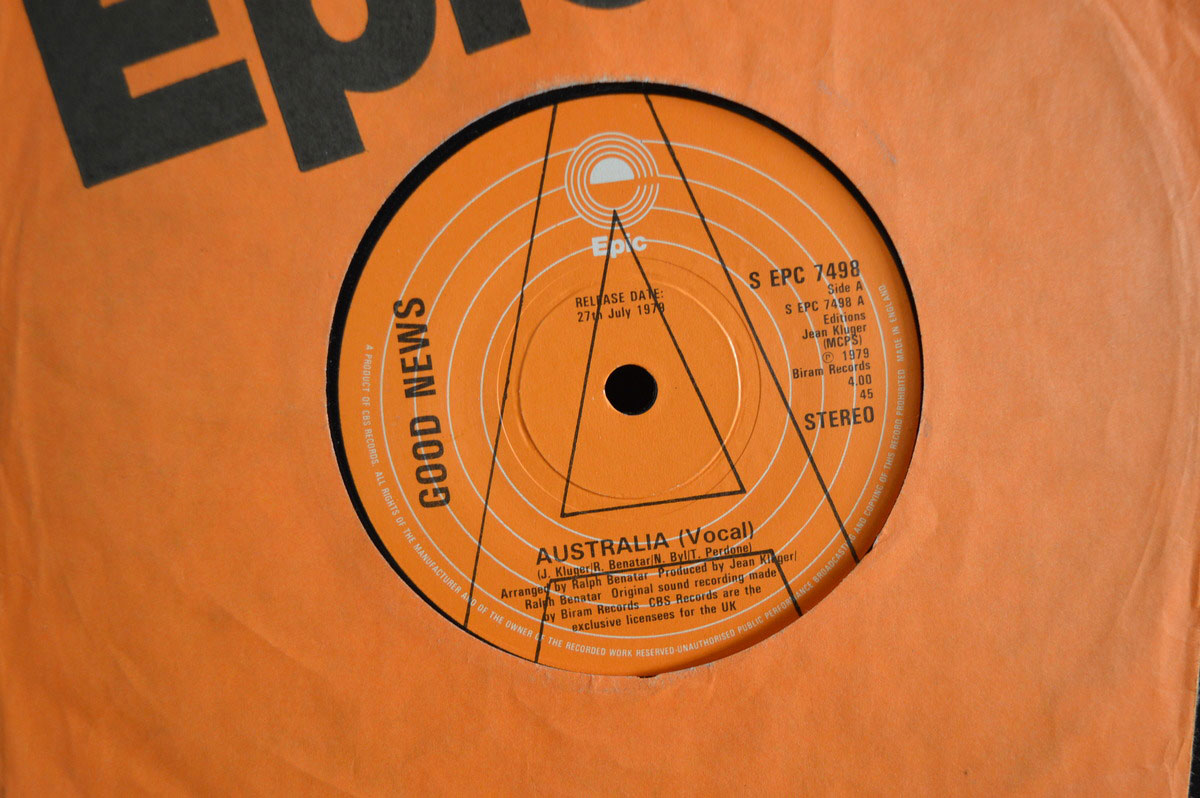 Epic
Epic
RELEASE DATE:
27th July 1979
S EPC 7498
Side A
S EPC 7498 A
Editions
Jean Kluger
(MCPS)
℗ 1979
Biram Records
4.00
45
STEREO
GOOD NEWS
AUSTRALIA (Vocal)
(J. Kluger/R. Benatar/N. Byl/T. Perdone)
Arranged by Ralph Benatar Produced by Jean Kluger/
Ralph Benatar Original sound recording made
by Biram Records CBS Records are the
exclusive licensees for the UK
A PRODUCT OF CBS RECORDS. ALL RIGHTS OF THE MANUFACTURER AND OF THE OWNER OF THE RECORDED WORK RESERVED·UNAUTHORISED PUBLIC PERFORMANCE BROADCASTING AND COPYING OF THIS RECORD PROHIBITED MADE IN ENGLAND